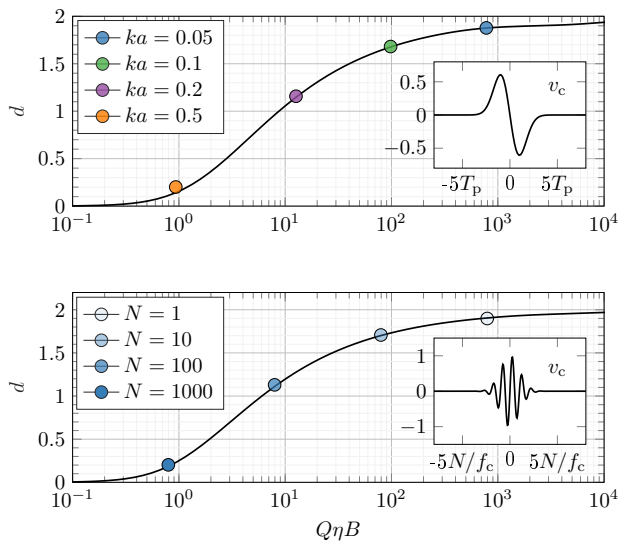 2
1.5
1
0.5
0
d
ka = 0.05
ka = 0.1
ka = 0.2
ka = 0.5
v_c
0.5
0
−0.5
-5T_p 0 5T_p
10^−1 10^0 10^1 10^2 10^3 10^4
2
1.5
1
0.5
0
d
N = 1
N = 10
N = 100
N = 1000
v_c
1
0
−1
-5N/f_c 0 5N/f_c
10^−1 10^0 10^1 10^2 10^3 10^4
QηB